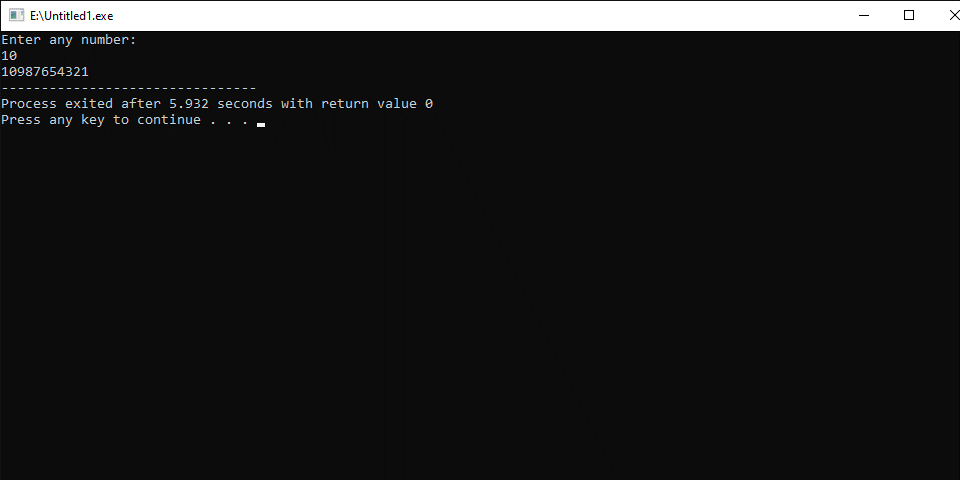 E:\Untitled1.exe
Enter any number:
10
10987654321
--------------------------------
Process exited after 5.932 seconds with return value 0
Press any key to continue . . .